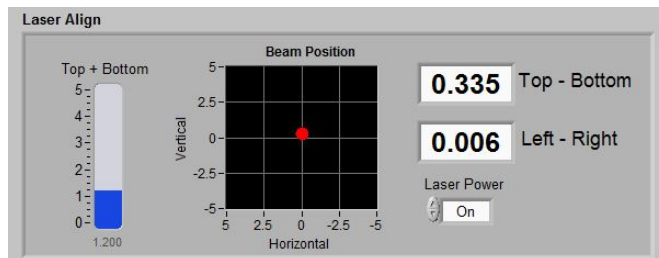 Laser Align
Top + Bottom
5
4
3
2
1
0
1.200
Beam Position
Vertical
5
2.5
0
-2.5
-5
5 2.5 0 -2.5 -5
Horizontal
0.335 Top - Bottom
0.006 Left - Right
Laser Power
On